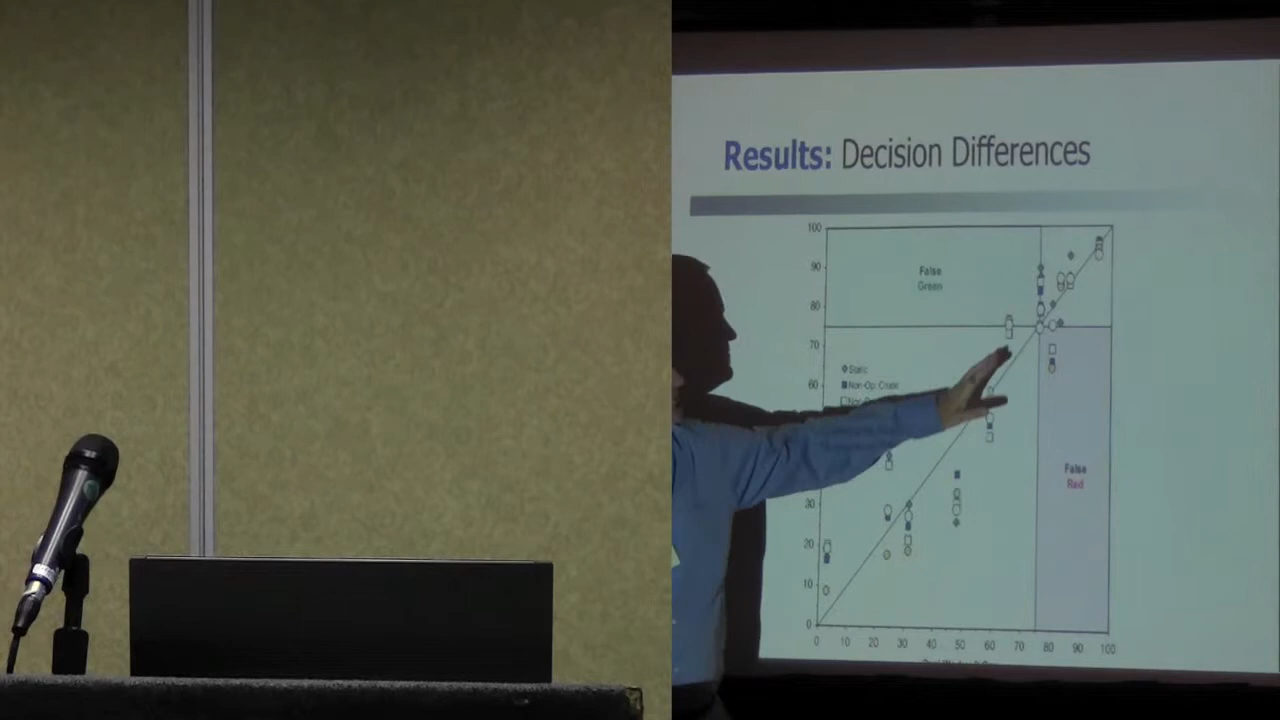 Results: Decision Differences
100
90
80
70
60
30
20
10
0
False
Green
Static
Non-Op: Crude
False
Red
0 10 20 30 40 50 60 70 80 90 100